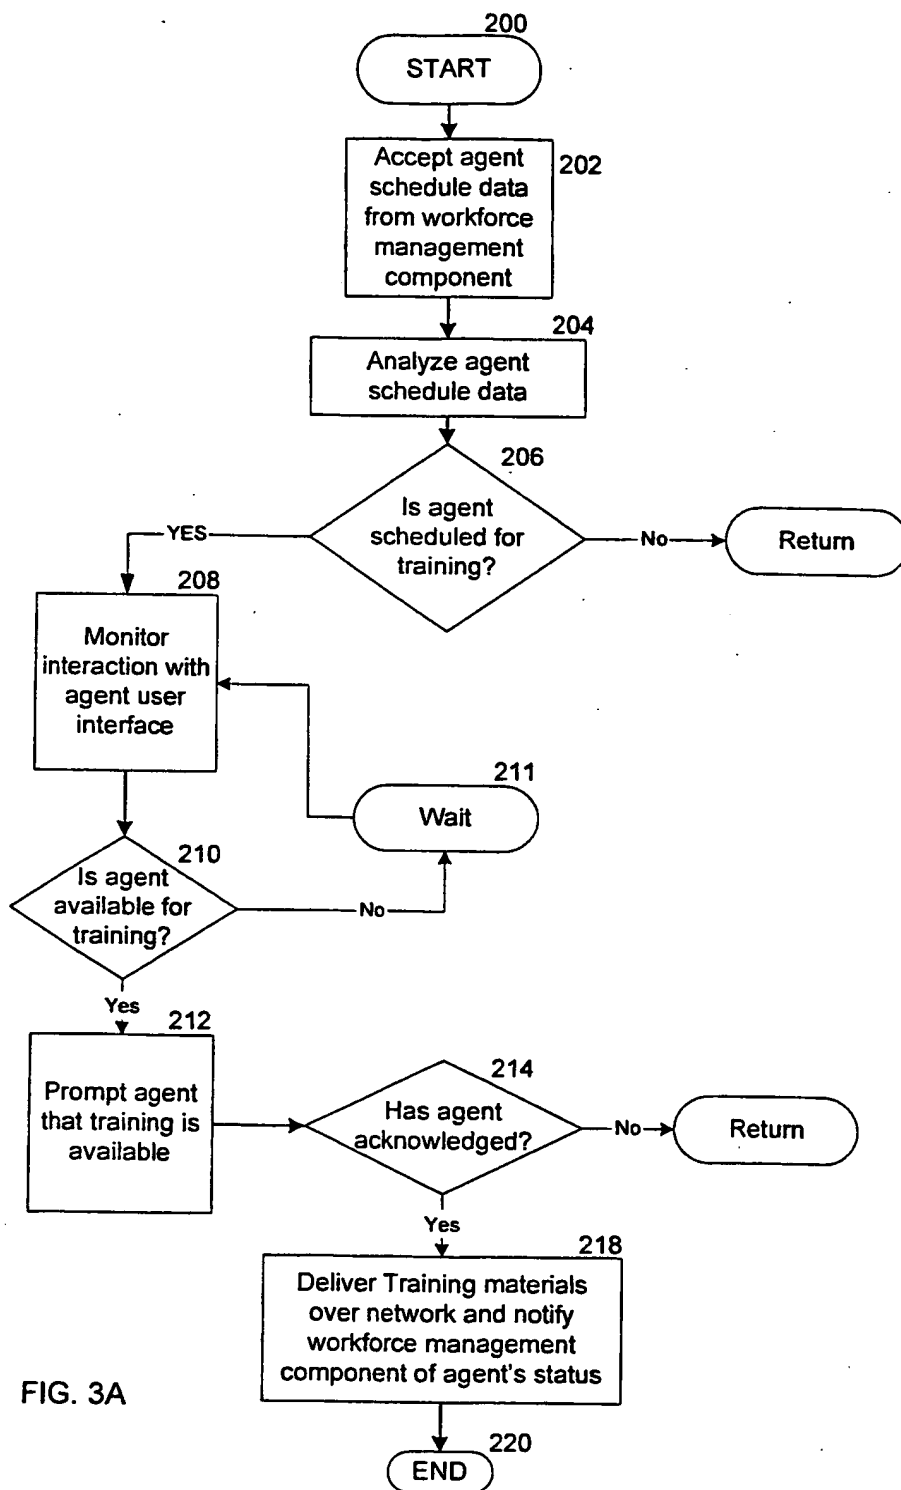 200
START
Accept agent
schedule data
from workforce
management
component
202
204
Analyze agent
schedule data
206
Is agent
scheduled for
training?
YES
No
Return
208
Monitor
interaction with
agent user
interface
211
Wait
210
Is agent
available for
training?
No
Yes
212
Prompt agent
that training is
available
214
Has agent
acknowledged?
No
Return
Yes
218
Deliver Training materials
over network and notify
workforce management
component of agent's status
FIG. 3A
220
END